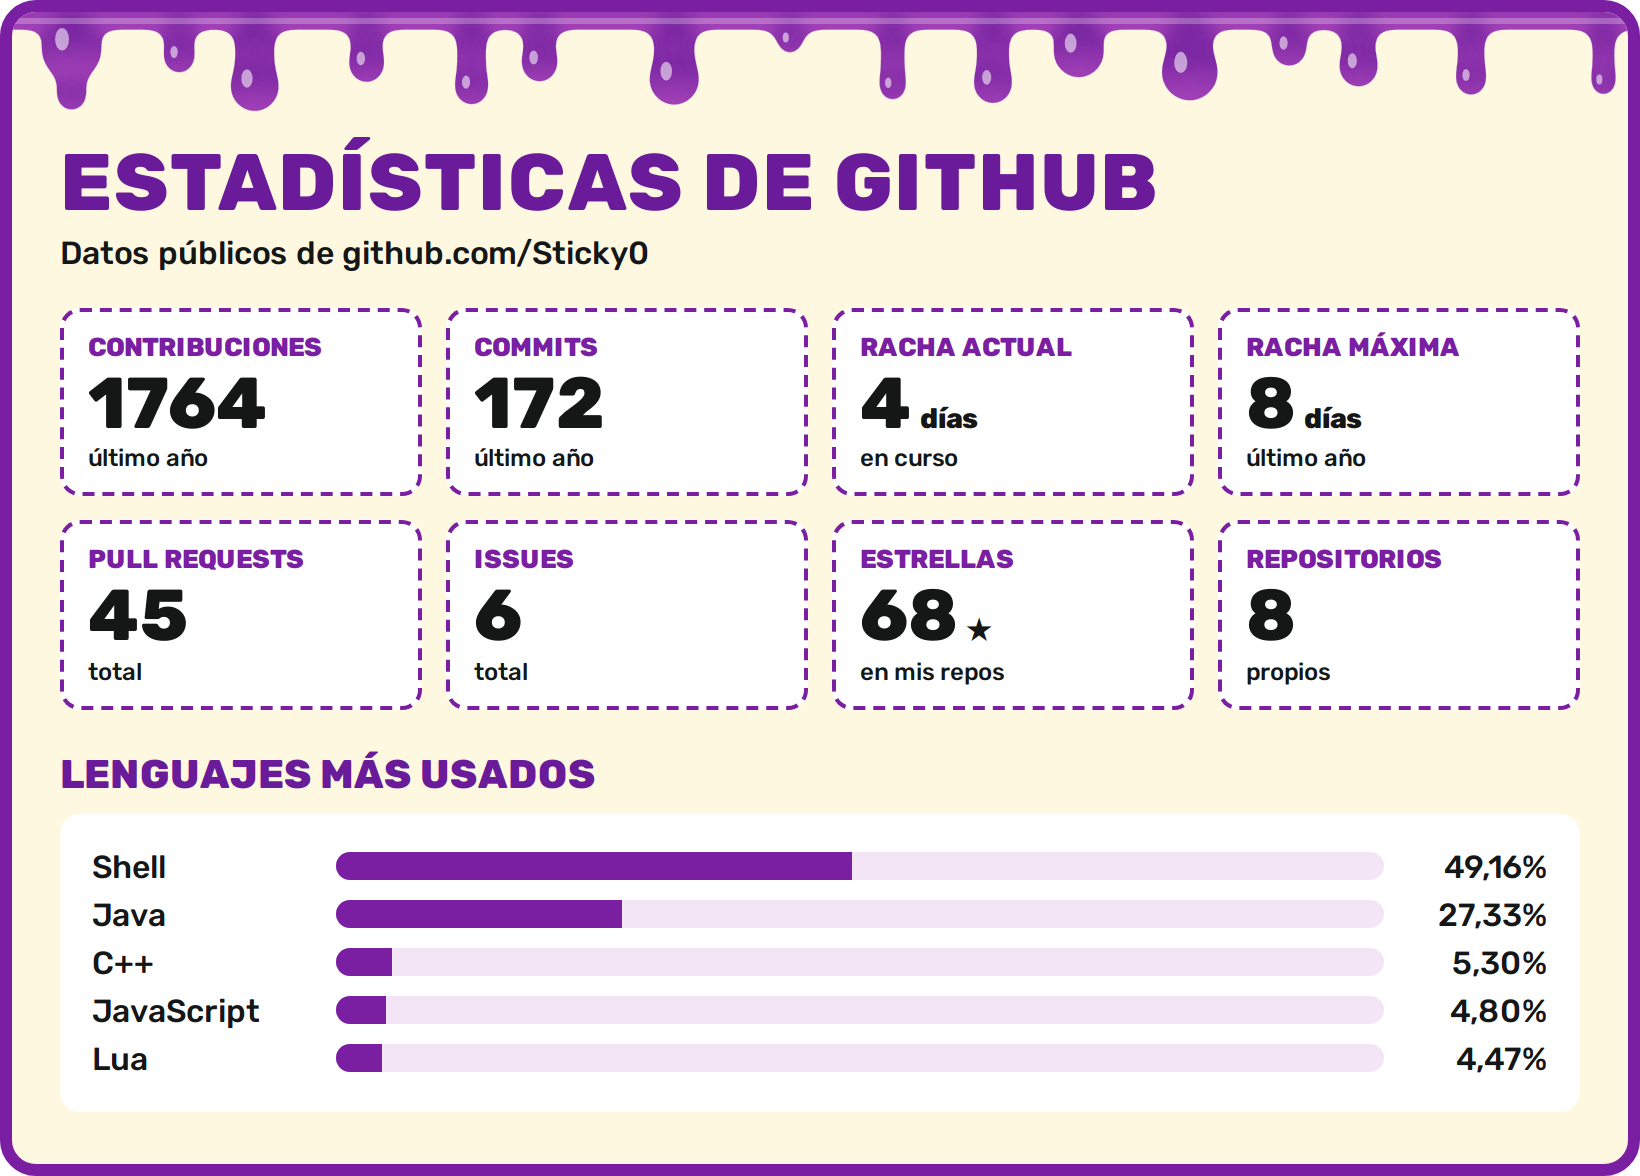 ESTADÍSTICAS DE GITHUB
Datos públicos de github.com/Sticky0
CONTRIBUCIONES
1764
último año
COMMITS
172
último año
RACHA ACTUAL
4 días
en curso
RACHA MÁXIMA
8 días
último año
PULL REQUESTS
45
total
ISSUES
6
total
ESTRELLAS
68 ★
en mis repos
REPOSITORIOS
8
propios
LENGUAJES MÁS USADOS
Shell 49,16%
Java 27,33%
C++ 5,30%
JavaScript 4,80%
Lua 4,47%